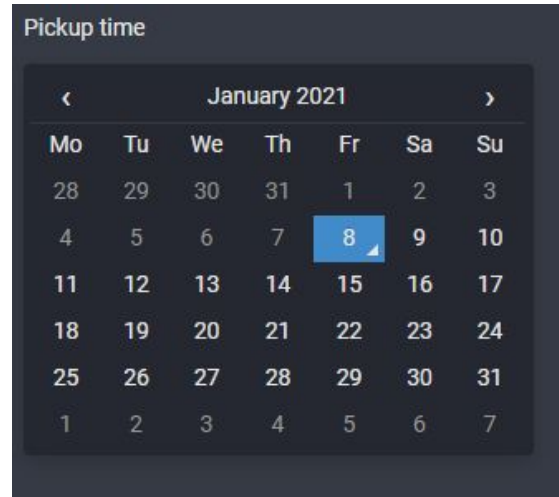 Pickup time
‹ January 2021 ›
Mo Tu We Th Fr Sa Su
28 29 30 31 1 2 3
4 5 6 7 8 9 10
11 12 13 14 15 16 17
18 19 20 21 22 23 24
25 26 27 28 29 30 31
1 2 3 4 5 6 7